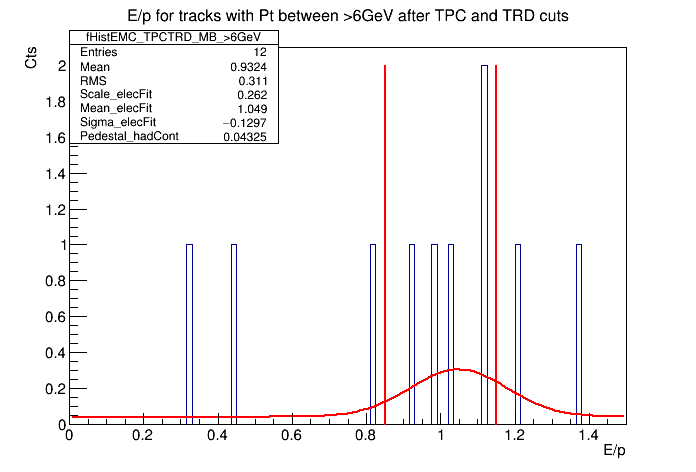 E/p for tracks with Pt between >6GeV after TPC and TRD cuts
fHistEMC_TPCTRD_MB_>6GeV
Entries 12
Mean 0.9324
RMS 0.311
Scale_elecFit 0.262
Mean_elecFit 1.049
Sigma_elecFit −0.1297
Pedestal_hadCont 0.04325
Cts
2
1.8
1.6
1.4
1.2
1
0.8
0.6
0.4
0.2
0
0 0.2 0.4 0.6 0.8 1 1.2 1.4
E/p